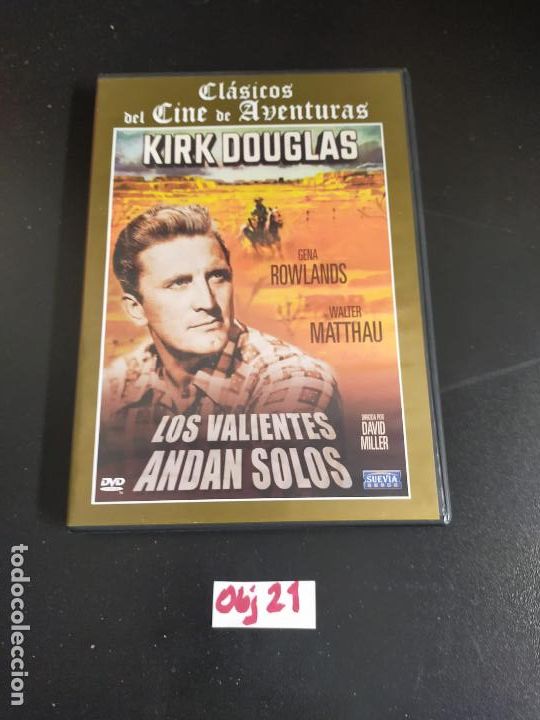 Clásicos
del Cine de Aventuras
KIRK DOUGLAS
GENA
ROWLANDS
WALTER
MATTHAU
LOS VALIENTES
ANDAN SOLOS
DIRIGIDA POR
DAVID
MILLER
DVD
SUEVIA
Obj 21
todocoleccion